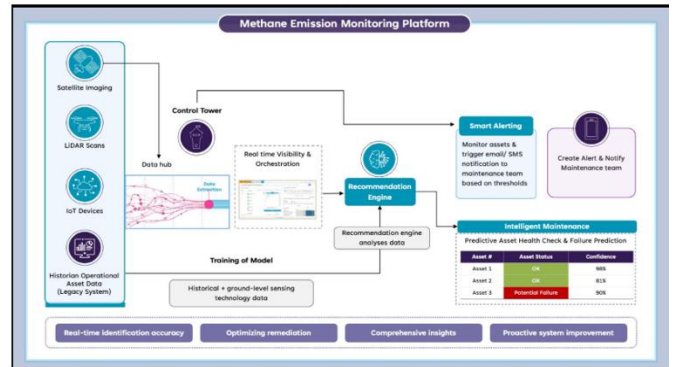 Methane Emission Monitoring Platform
Satellite Imaging
LiDAR Scans
IoT Devices
Historian Operational
Asset Data
(Legacy System)
Control Tower
Data hub
Data
Extraction
Real time Visibility &
Orchestration
Recommendation
Engine
Recommendation engine
analyses data
Training of Model
Historical + ground-level sensing
technology data
Smart Alerting
Monitor assets &
trigger email/ SMS
notification to
maintenance team
based on thresholds
Create Alert & Notify
Maintenance team
Intelligent Maintenance
Predictive Asset Health Check & Failure Prediction
Asset # Asset Status Confidence
Asset 1 OK 98%
Asset 2 OK 81%
Asset 3 Potential Failure 90%
Real-time identification accuracy
Optimizing remediation
Comprehensive insights
Proactive system improvement